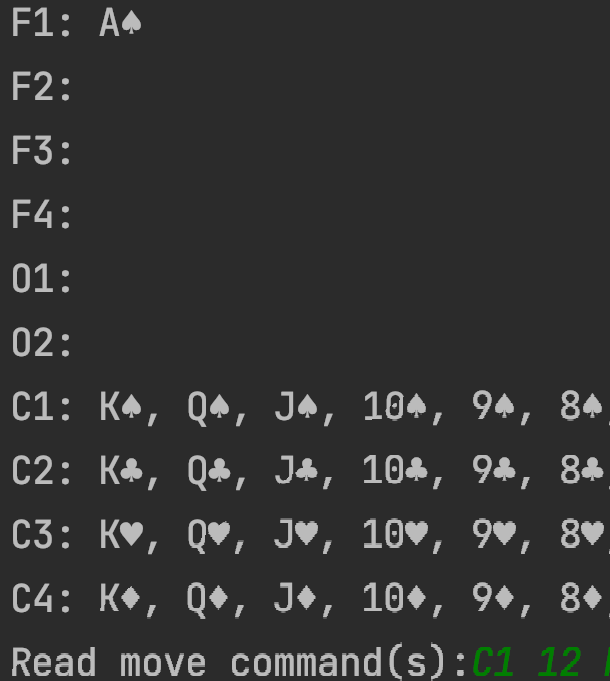 F1: A♠
F2:
F3:
F4:
O1:
O2:
C1: K♠, Q♠, J♠, 10♠, 9♠, 8♠,
C2: K♣, Q♣, J♣, 10♣, 9♣, 8♣,
C3: K♥, Q♥, J♥, 10♥, 9♥, 8♥,
C4: K♦, Q♦, J♦, 10♦, 9♦, 8♦,
Read move command(s):C1 12